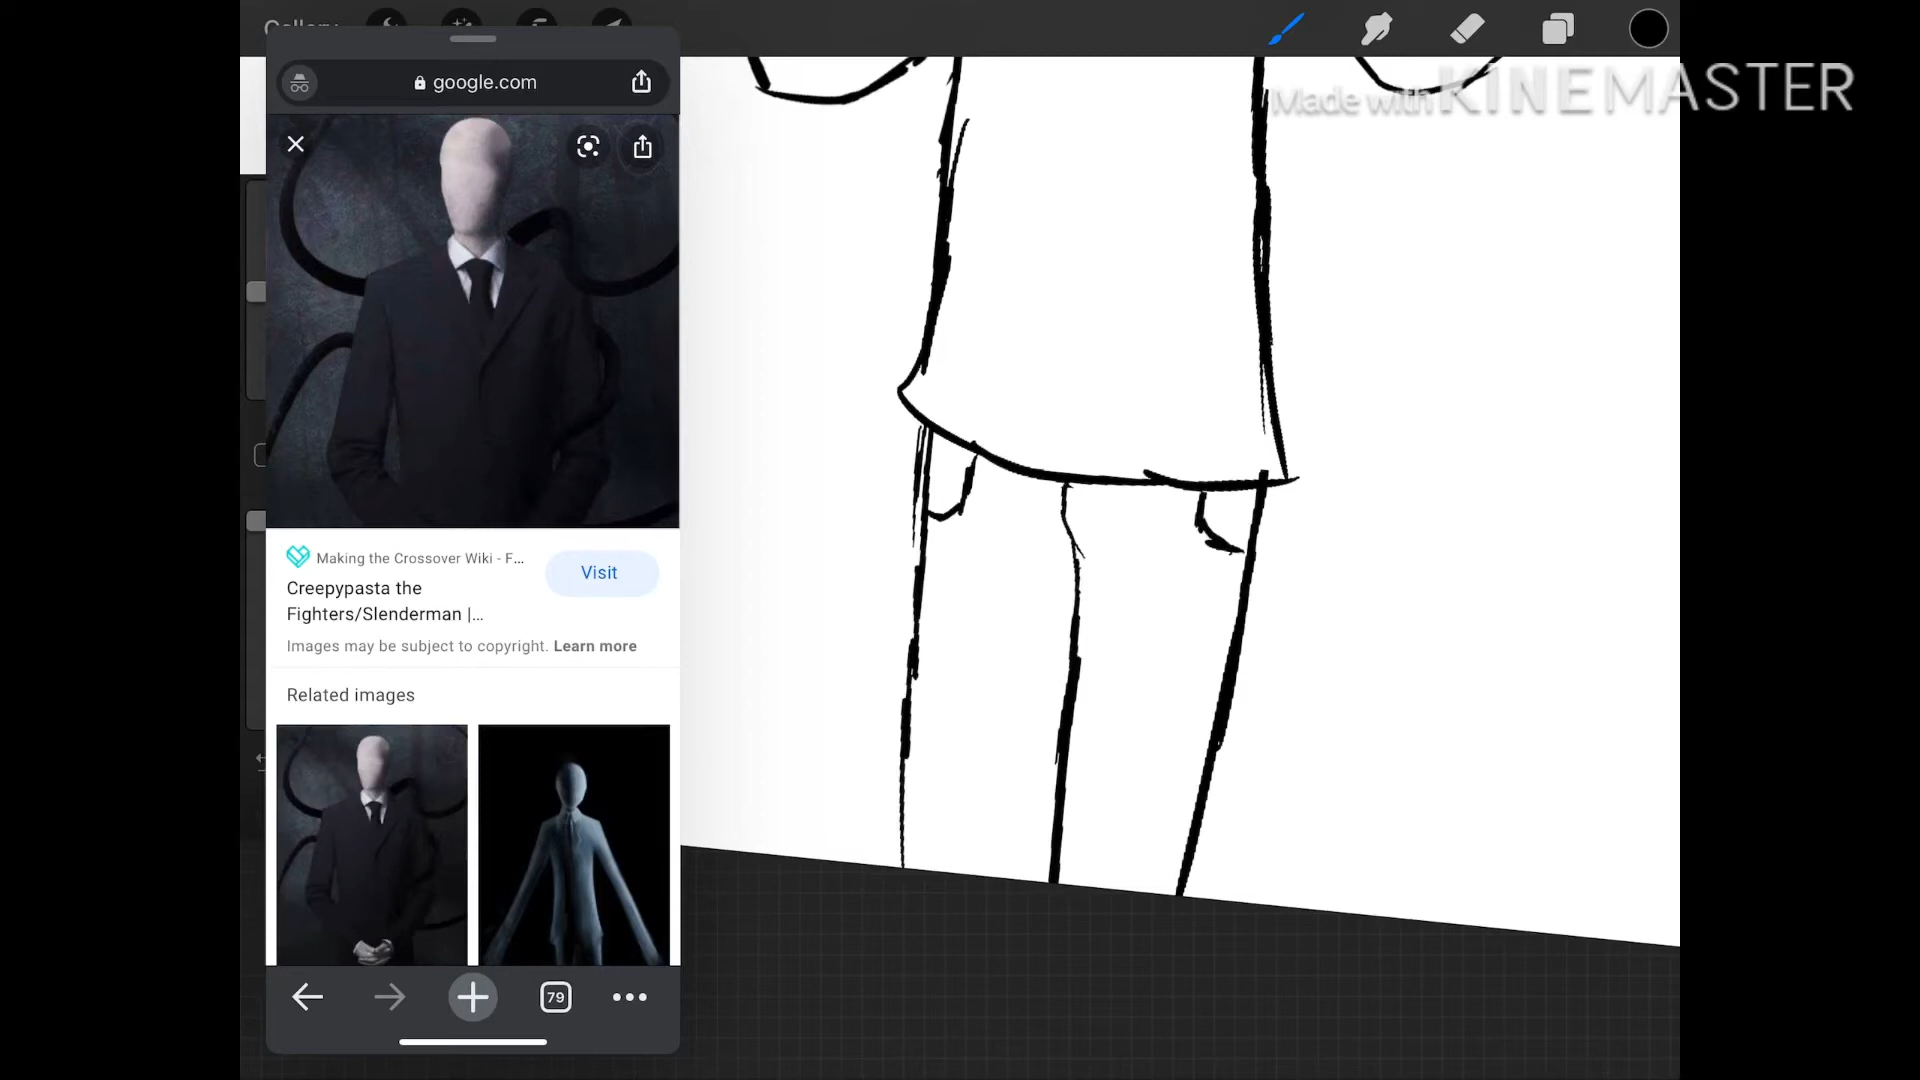 Gallery
google.com
Made with KINEMASTER
Making the Crossover Wiki - F...
Visit
Creepypasta the
Fighters/Slenderman |...
Images may be subject to copyright. Learn more
Related images
79